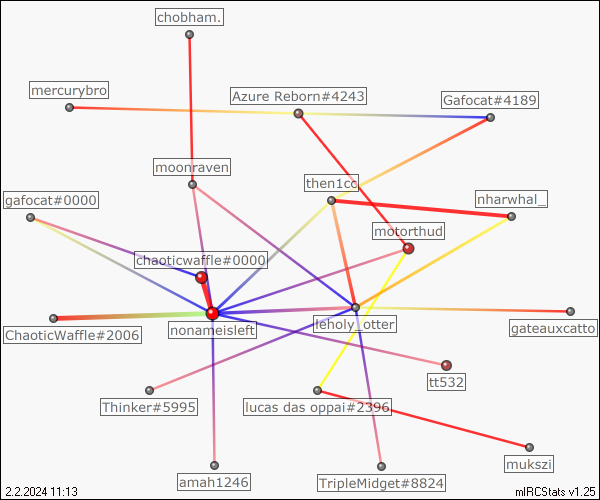 chobham.
mercurybro
Azure Reborn#4243
Gafocat#4189
moonraven
then1cc
gafocat#0000
nharwhal_
motorthud
chaoticwaffle#0000
ChaoticWaffle#2006
nonameisleft
leholy_otter
gateauxcatto
tt532
Thinker#5995
lucas das oppai#2396
mukszi
amah1246
TripleMidget#8824
2.2.2024 11:13
mIRCStats v1.25